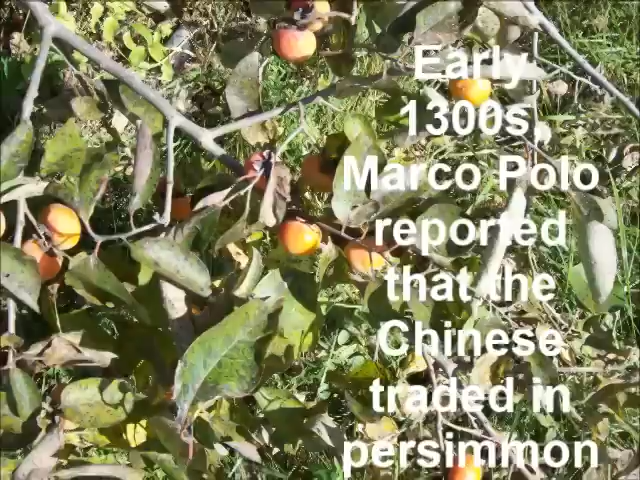 Early
1300s,
Marco Polo
reported
that the
Chinese
traded in
persimmon